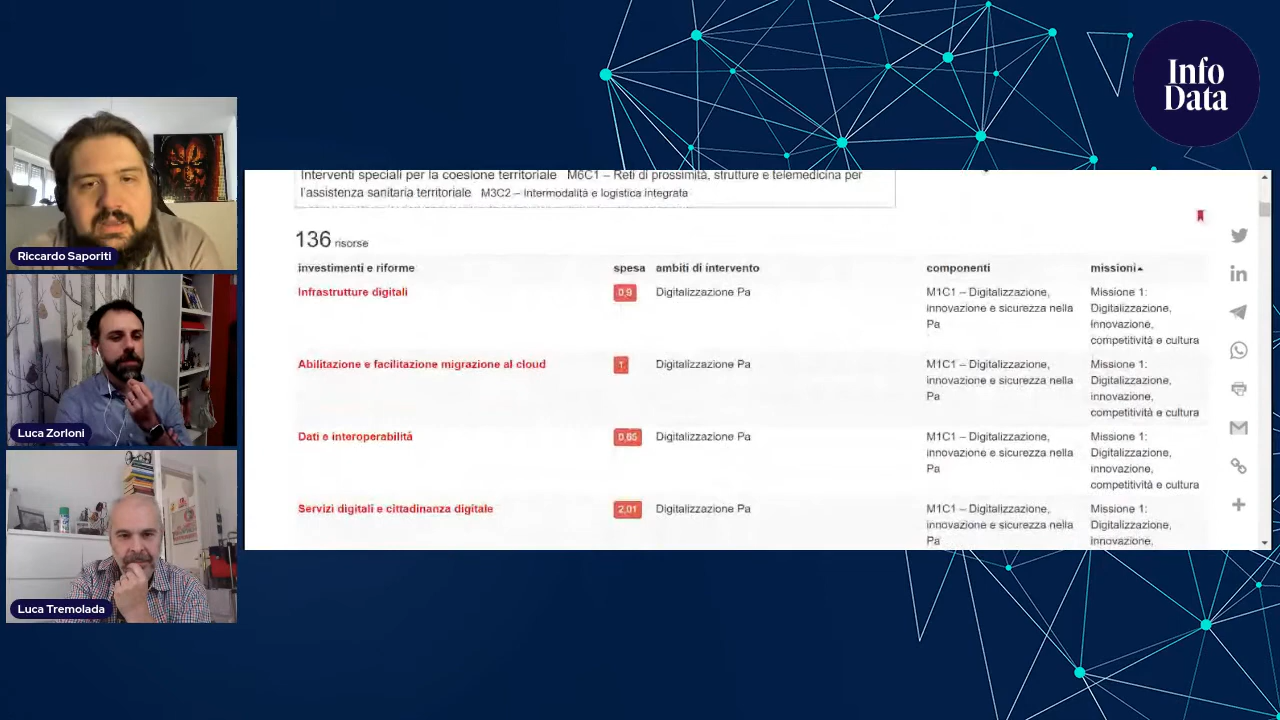 Info
Data
Riccardo Saporiti
Luca Zorloni
Luca Tremolada
Interventi speciali per la coesione territoriale M6C1 – Reti di prossimità, strutture e telemedicina per
l'assistenza sanitaria territoriale M3C2 – Intermodalità e logistica integrata
136 risorse
investimenti e riforme spesa ambiti di intervento componenti missioni
Infrastrutture digitali 0,9 Digitalizzazione Pa M1C1 – Digitalizzazione, Missione 1:
innovazione e sicurezza nella Digitalizzazione,
Pa innovazione,
competitività e cultura
Abilitazione e facilitazione migrazione al cloud 1 Digitalizzazione Pa M1C1 – Digitalizzazione, Missione 1:
innovazione e sicurezza nella Digitalizzazione,
Pa innovazione,
competitività e cultura
Dati e interoperabilità 0,65 Digitalizzazione Pa M1C1 – Digitalizzazione, Missione 1:
innovazione e sicurezza nella Digitalizzazione,
Pa innovazione,
competitività e cultura
Servizi digitali e cittadinanza digitale 2,01 Digitalizzazione Pa M1C1 – Digitalizzazione, Missione 1:
innovazione e sicurezza nella Digitalizzazione,
Pa innovazione,